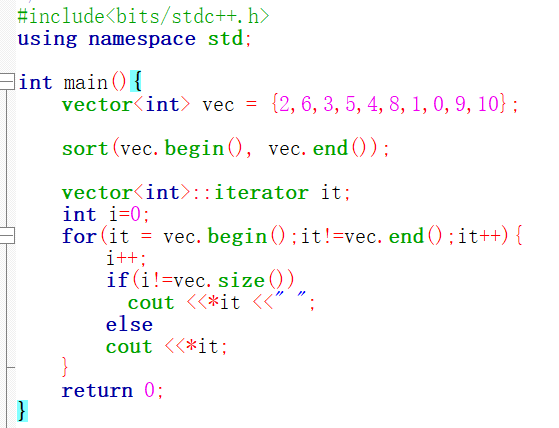 #include<bits/stdc++.h>
using namespace std;
int main(){
vector<int> vec = {2,6,3,5,4,8,1,0,9,10};
sort(vec.begin(), vec.end());
vector<int>::iterator it;
int i=0;
for(it = vec.begin();it!=vec.end();it++){
i++;
if(i!=vec.size())
cout <<*it <<" ";
else
cout <<*it;
}
return 0;
}